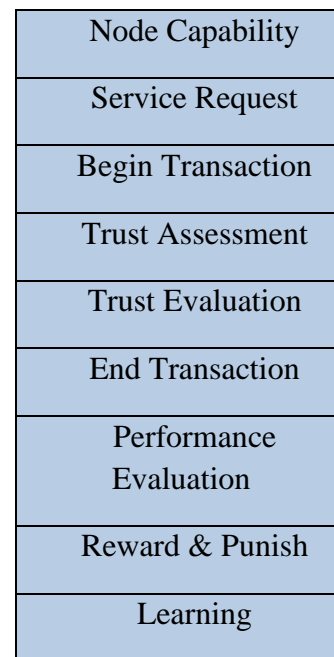 Node Capability
Service Request
Begin Transaction
Trust Assessment
Trust Evaluation
End Transaction
Performance
Evaluation
Reward & Punish
Learning